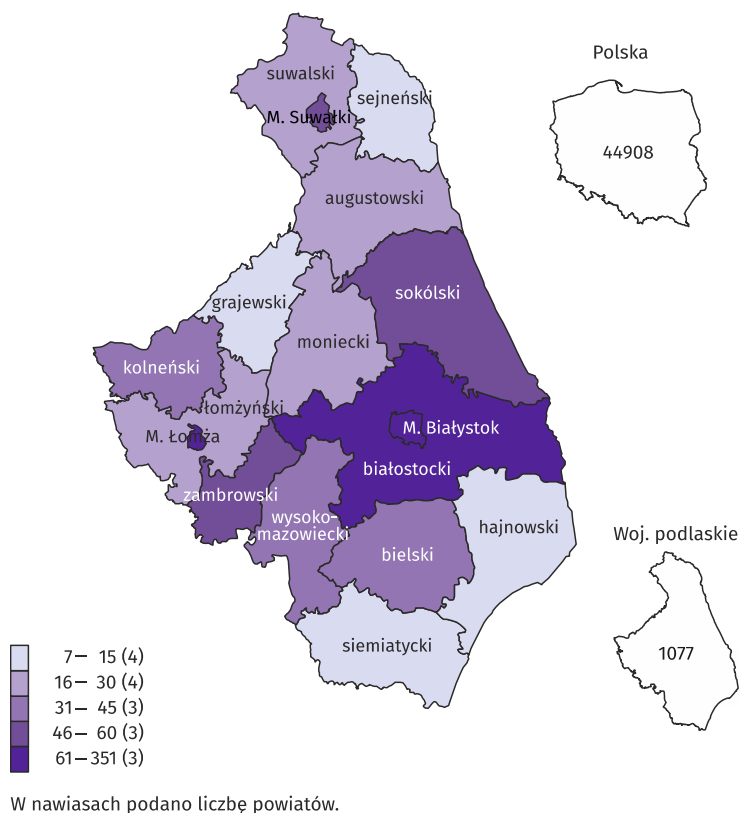 Polska
44908
suwalski
sejneński
M. Suwałki
augustowski
sokólski
grajewski
moniecki
kolneński
łomżyński
M. Łomża
M. Białystok
białostocki
zambrowski
wysoko-
mazowiecki
hajnowski
bielski
siemiatycki
Woj. podlaskie
1077
7– 15 (4)
16– 30 (4)
31– 45 (3)
46– 60 (3)
61–351 (3)
W nawiasach podano liczbę powiatów.